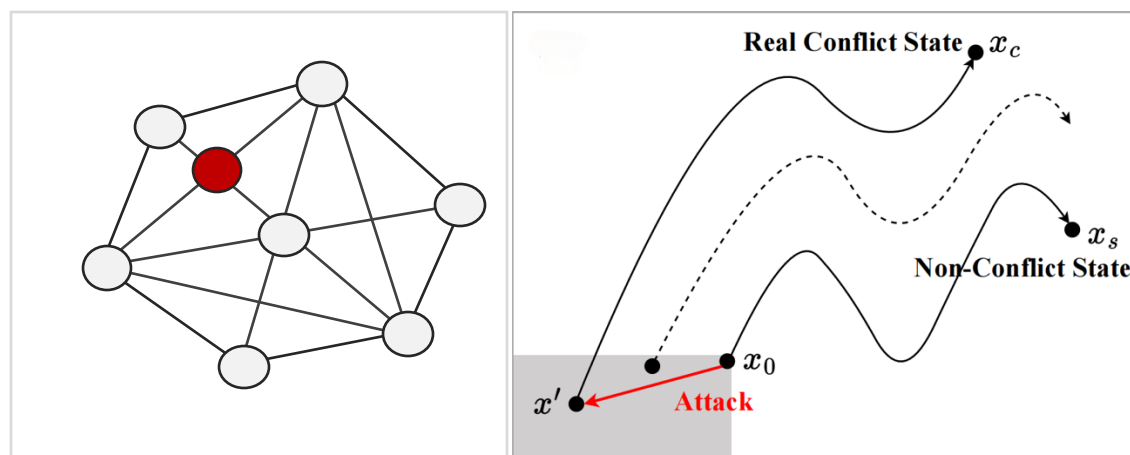 Real Conflict State x_c
x_s
Non-Conflict State
x_0
x'
Attack